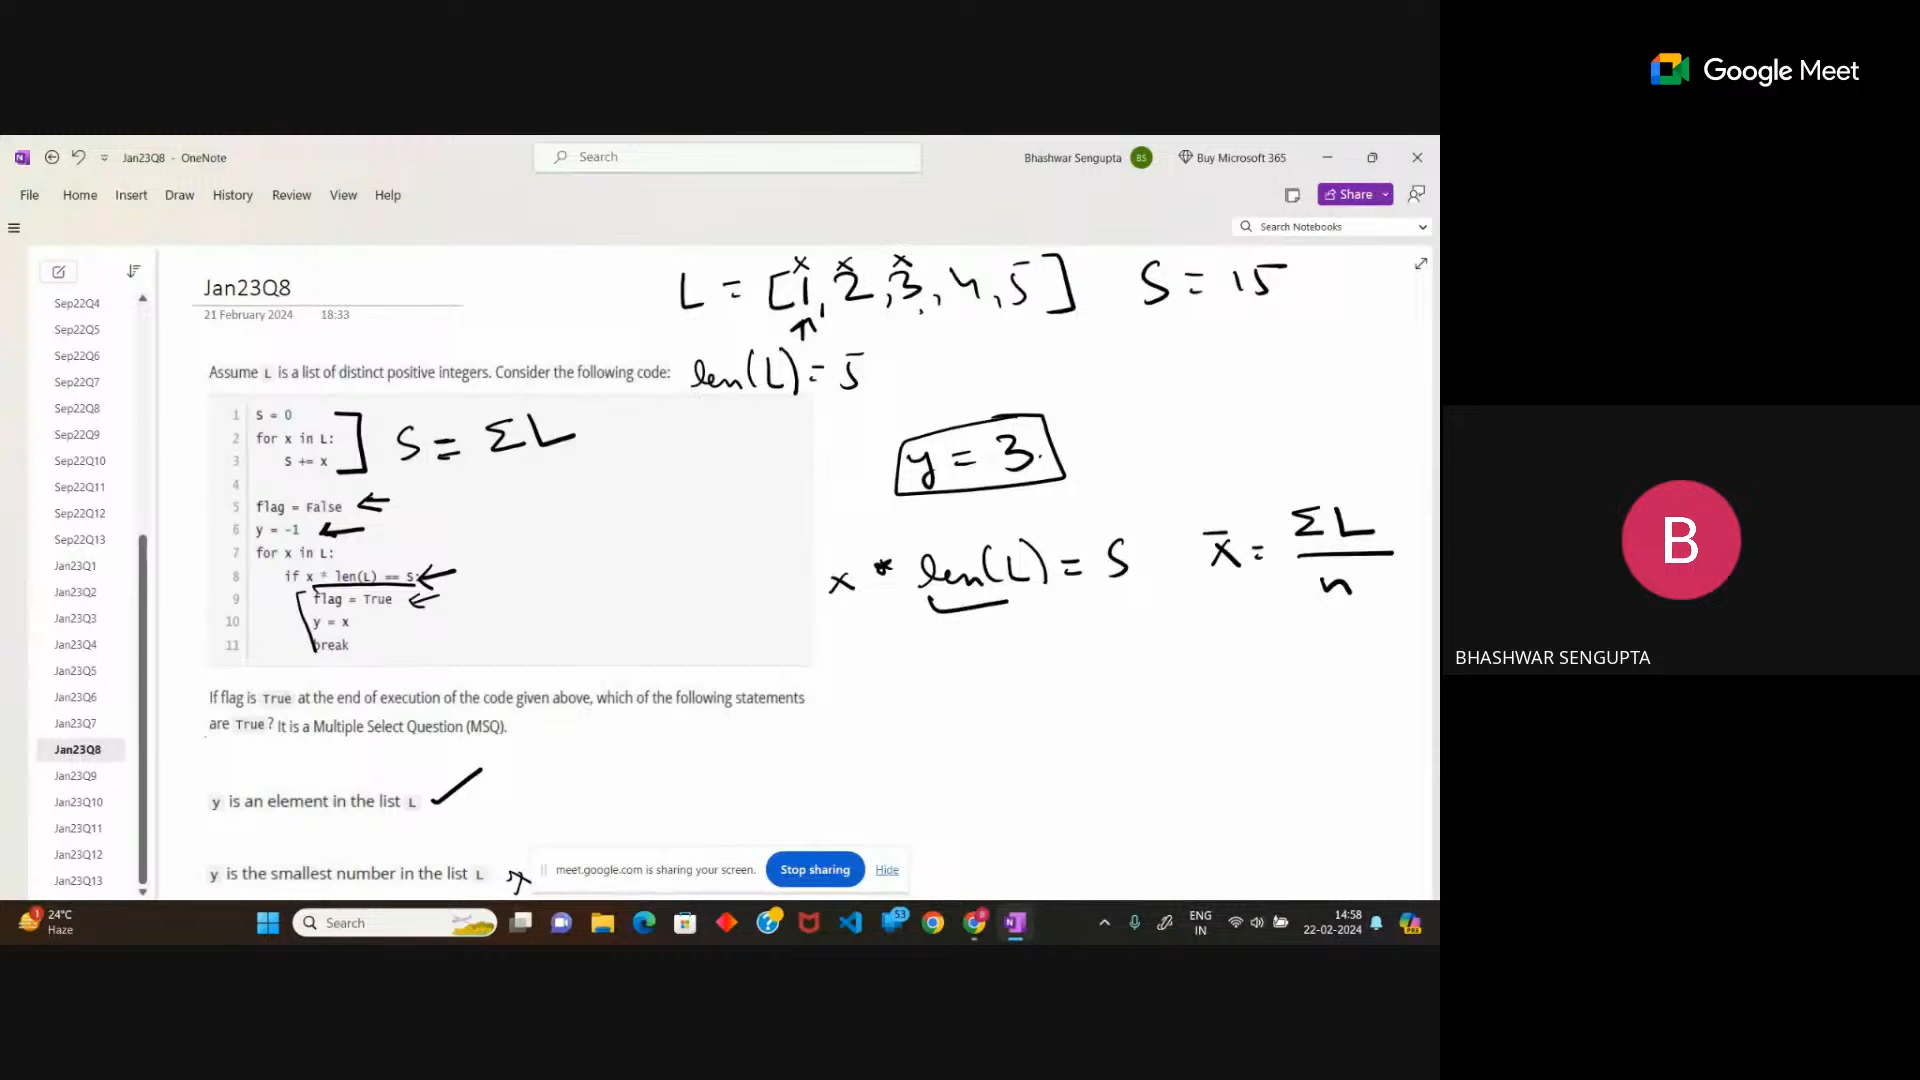 Google Meet
Jan23Q8 - OneNote
Search
Bhashwar Sengupta
BS
Buy Microsoft 365
File
Home
Insert
Draw
History
Review
View
Help
Share
Search Notebooks
Sep22Q4
Sep22Q5
Sep22Q6
Sep22Q7
Sep22Q8
Sep22Q9
Sep22Q10
Sep22Q11
Sep22Q12
Sep22Q13
Jan23Q1
Jan23Q2
Jan23Q3
Jan23Q4
Jan23Q5
Jan23Q6
Jan23Q7
Jan23Q8
Jan23Q9
Jan23Q10
Jan23Q11
Jan23Q12
Jan23Q13
Jan23Q8
21 February 2024 18:33
L = [1, 2, 3, 4, 5] S = 15
Assume L is a list of distinct positive integers. Consider the following code:
len(L) = 5
1 S = 0
2 for x in L:
3 S += x
4
5 flag = False
6 y = -1
7 for x in L:
8 if x * len(L) == S:
9 flag = True
10 y = x
11 break
S = ΣL
y = 3.
x * len(L) = S
x̄ = ΣL
n
If flag is True at the end of execution of the code given above, which of the following statements
are True? It is a Multiple Select Question (MSQ).
y is an element in the list L
y is the smallest number in the list L
meet.google.com is sharing your screen.
Stop sharing
Hide
B
BHASHWAR SENGUPTA
1
24°C
Haze
Search
53
ENG
IN
14:58
22-02-2024